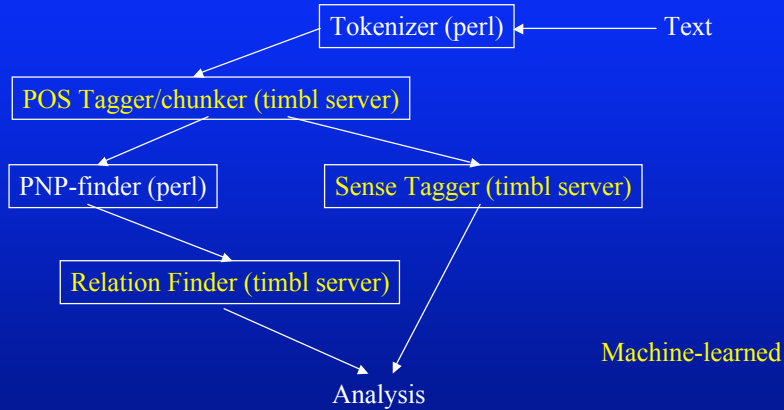 Tokenizer (perl)
Text
POS Tagger/chunker (timbl server)
PNP-finder (perl)
Sense Tagger (timbl server)
Relation Finder (timbl server)
Machine-learned
Analysis